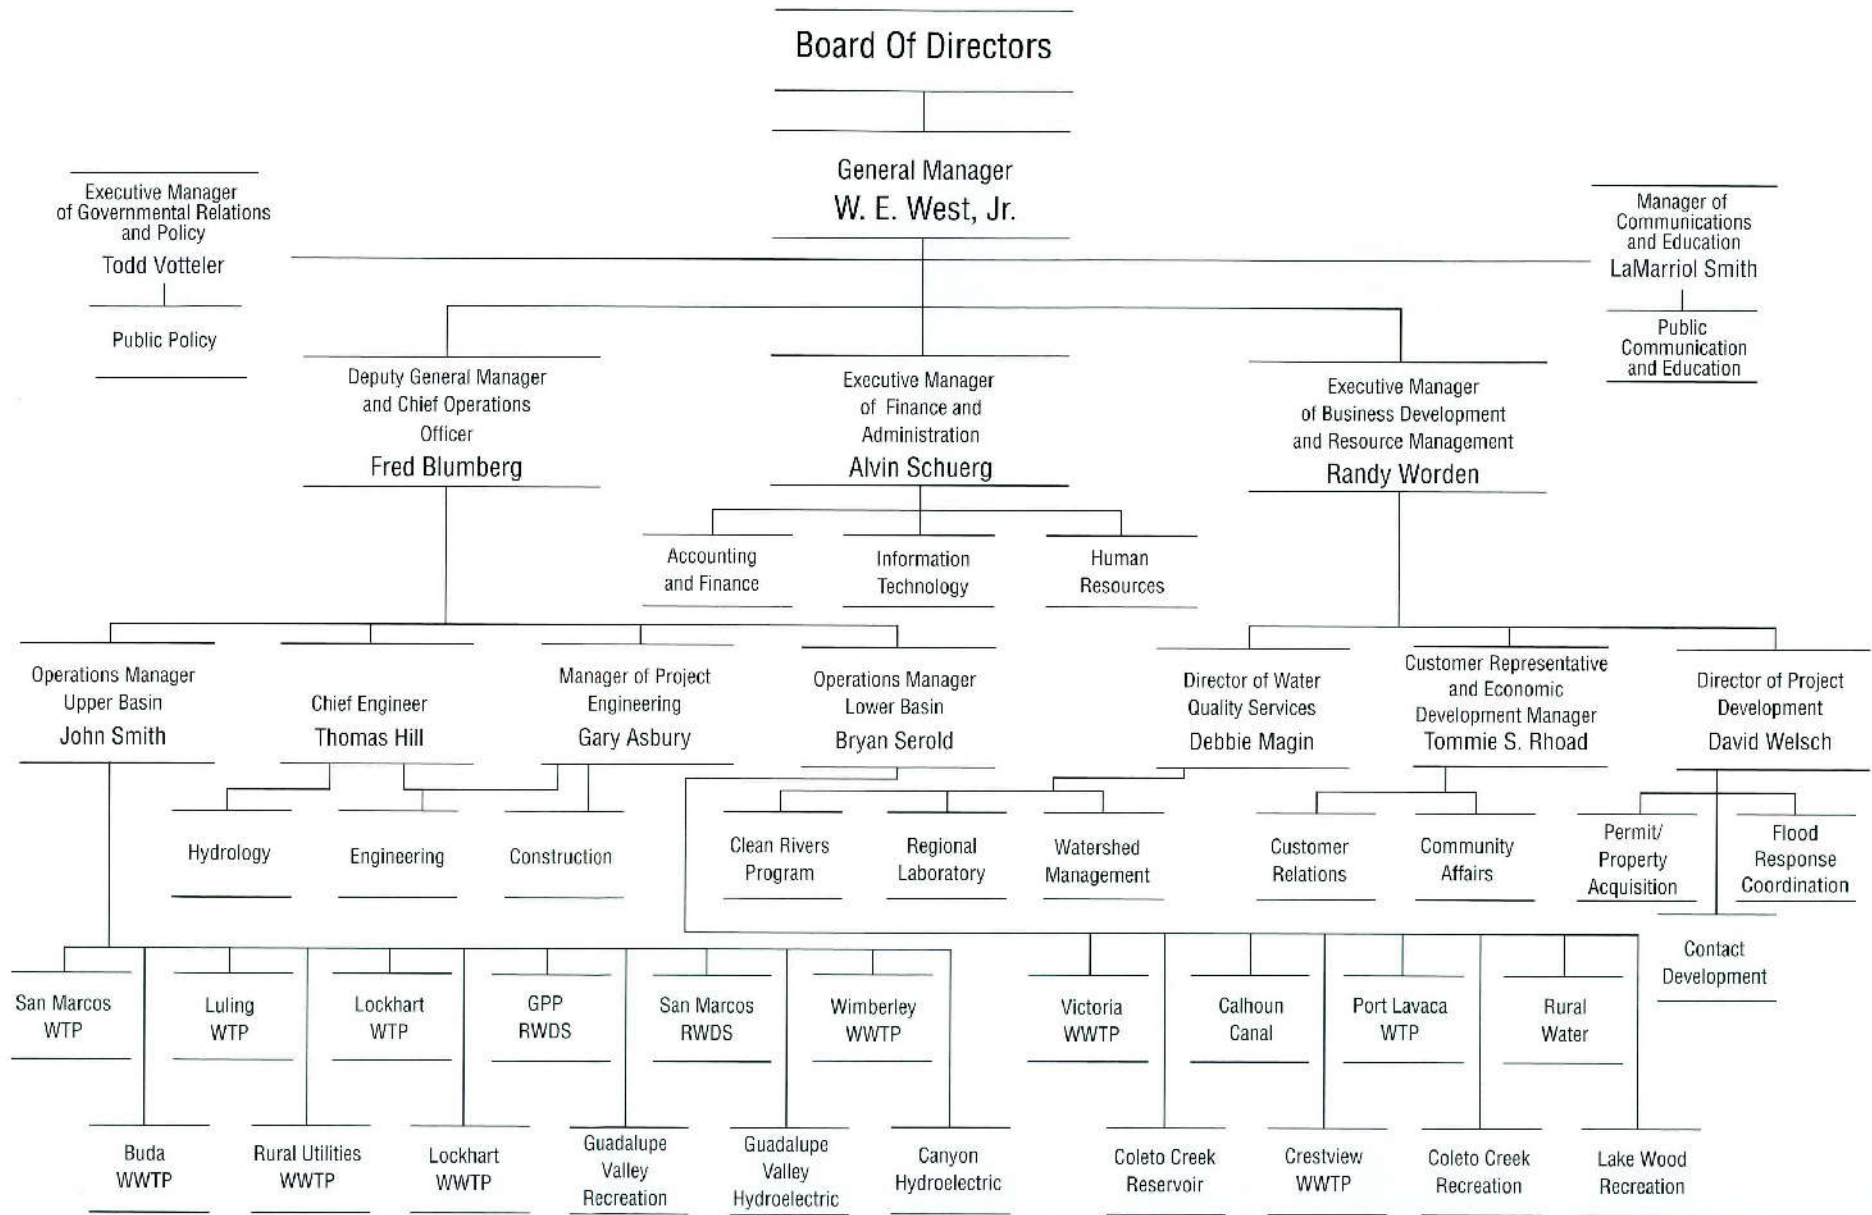 Board Of Directors
General Manager
W. E. West, Jr.
Executive Manager
of Governmental Relations
and Policy
Todd Votteler
Public Policy
Manager of
Communications
and Education
LaMarriol Smith
Public
Communication
and Education
Deputy General Manager
and Chief Operations
Officer
Fred Blumberg
Executive Manager
of Finance and
Administration
Alvin Schuerg
Executive Manager
of Business Development
and Resource Management
Randy Worden
Accounting
and Finance
Information
Technology
Human
Resources
Operations Manager
Upper Basin
John Smith
Chief Engineer
Thomas Hill
Manager of Project
Engineering
Gary Asbury
Operations Manager
Lower Basin
Bryan Serold
Director of Water
Quality Services
Debbie Magin
Customer Representative
and Economic
Development Manager
Tommie S. Rhoad
Director of Project
Development
David Welsch
Hydrology
Engineering
Construction
Clean Rivers
Program
Regional
Laboratory
Watershed
Management
Customer
Relations
Community
Affairs
Permit/
Property
Acquisition
Flood
Response
Coordination
Contact
Development
San Marcos
WTP
Luling
WTP
Lockhart
WTP
GPP
RWDS
San Marcos
RWDS
Wimberley
WWTP
Victoria
WWTP
Calhoun
Canal
Port Lavaca
WTP
Rural
Water
Buda
WWTP
Rural Utilities
WWTP
Lockhart
WWTP
Guadalupe
Valley
Recreation
Guadalupe
Valley
Hydroelectric
Canyon
Hydroelectric
Coleto Creek
Reservoir
Crestview
WWTP
Coleto Creek
Recreation
Lake Wood
Recreation